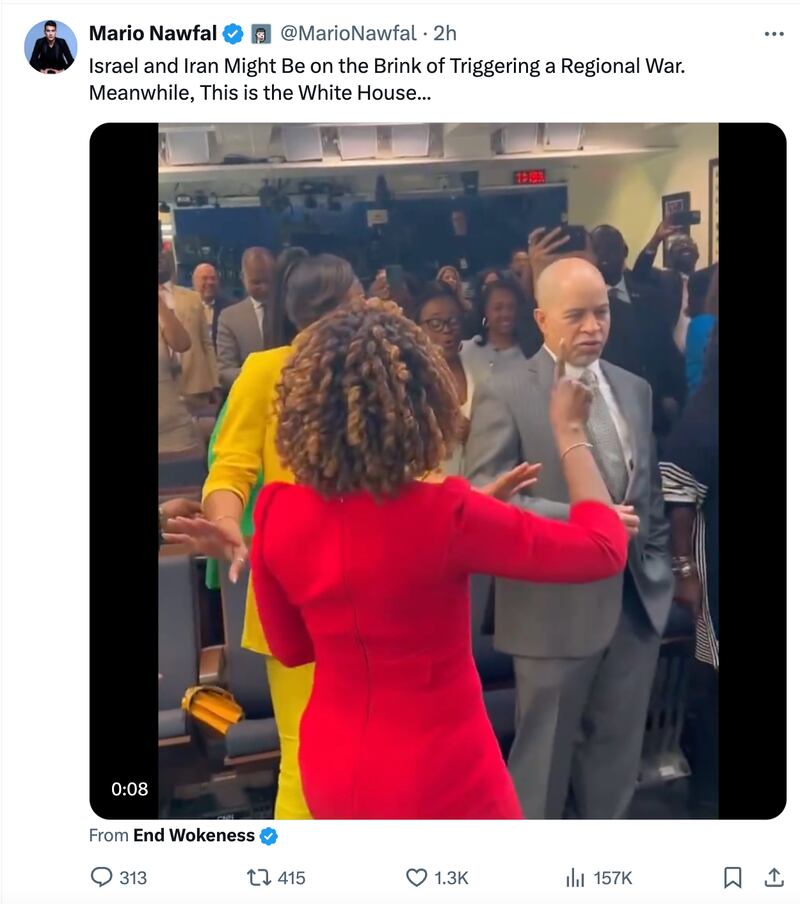 Mario Nawfal @MarioNawfal · 2h
Israel and Iran Might Be on the Brink of Triggering a Regional War.
Meanwhile, This is the White House...
0:08
From End Wokeness
313 415 1.3K 157K